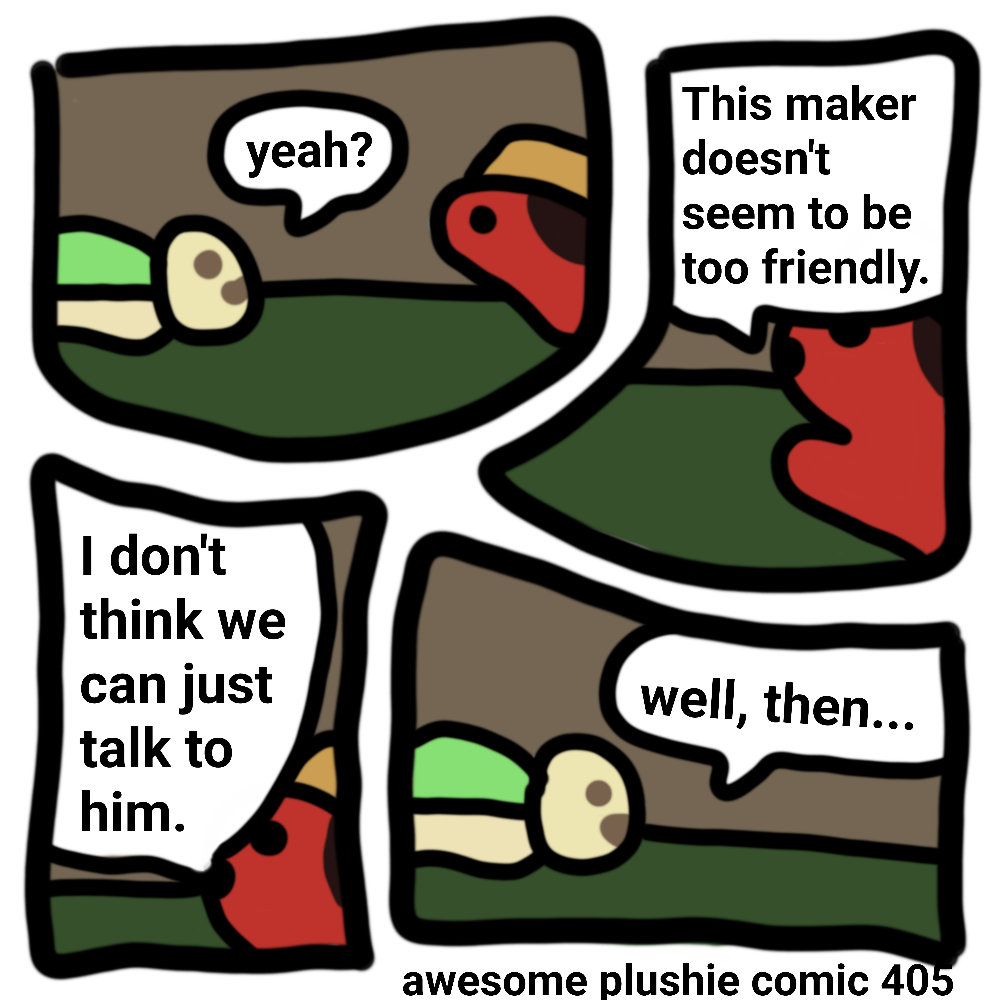 yeah?
This maker
doesn't
seem to be
too friendly.
I don't
think we
can just
talk to
him.
well, then...
awesome plushie comic 405